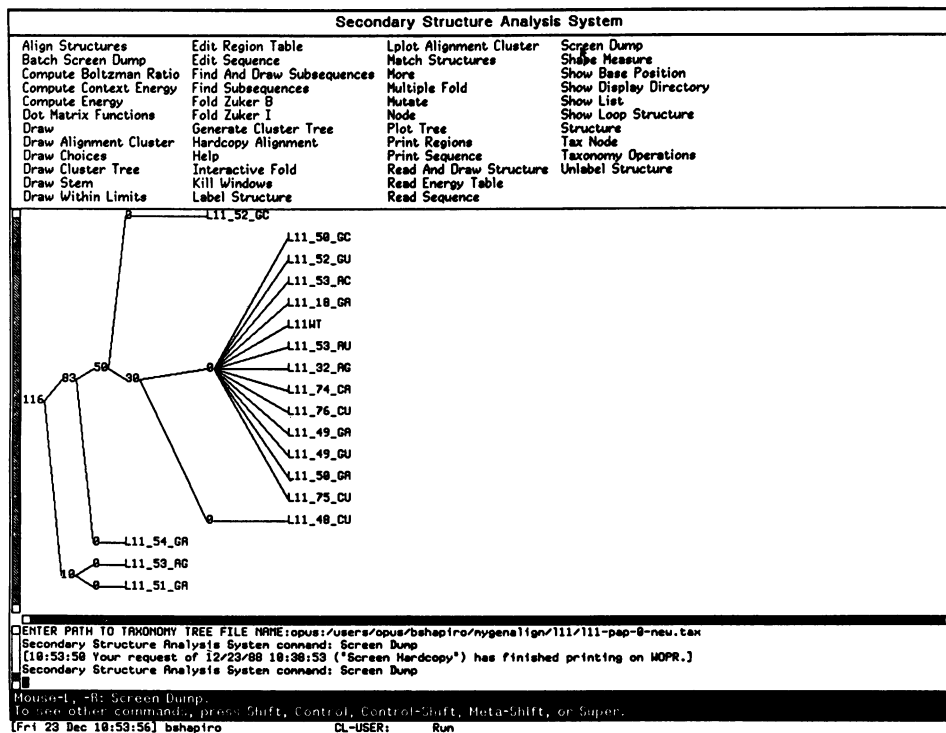 Secondary Structure Analysis System
Align Structures Edit Region Table Lplot Alignment Cluster Screen Dump
Batch Screen Dump Edit Sequence Match Structures Shape Measure
Compute Boltzman Ratio Find And Draw Subsequences More Show Base Position
Compute Context Energy Find Subsequences Multiple Fold Show Display Directory
Compute Energy Fold Zuker B Mutate Show List
Dot Matrix Functions Fold Zuker I Node Show Loop Structure
Draw Generate Cluster Tree Plot Tree Structure
Draw Alignment Cluster Hardcopy Alignment Print Regions Tax Node
Draw Choices Help Print Sequence Taxonomy Operations
Draw Cluster Tree Interactive Fold Read And Draw Structure Unlabel Structure
Draw Stem Kill Windows Read Energy Table
Draw Within Limits Label Structure Read Sequence
0 L11_52_GC
L11_50_GC
L11_52_GU
L11_53_AC
L11_18_GA
L11WT
L11_53_AU
50 0 L11_32_AG
83 30
L11_74_CA
116 L11_76_CU
L11_49_GA
L11_49_GU
L11_50_GA
L11_75_CU
0 L11_48_CU
0 L11_54_GA
0 L11_53_AG
10
0 L11_51_GA
ENTER PATH TO TAXONOMY TREE FILE NAME:opus:/users/opus/bshapiro/mygenalign/l11/l11-pap-0-new.tax
Secondary Structure Analysis System command: Screen Dump
[10:53:50 Your request of 12/23/88 10:38:53 ("Screen Hardcopy") has finished printing on WOPR.]
Secondary Structure Analysis System command: Screen Dump
Mouse-L, -R: Screen Dump.
To see other commands, press Shift, Control, Control-Shift, Meta-Shift, or Super.
[Fri 23 Dec 10:53:56] bshapiro CL-USER: Run